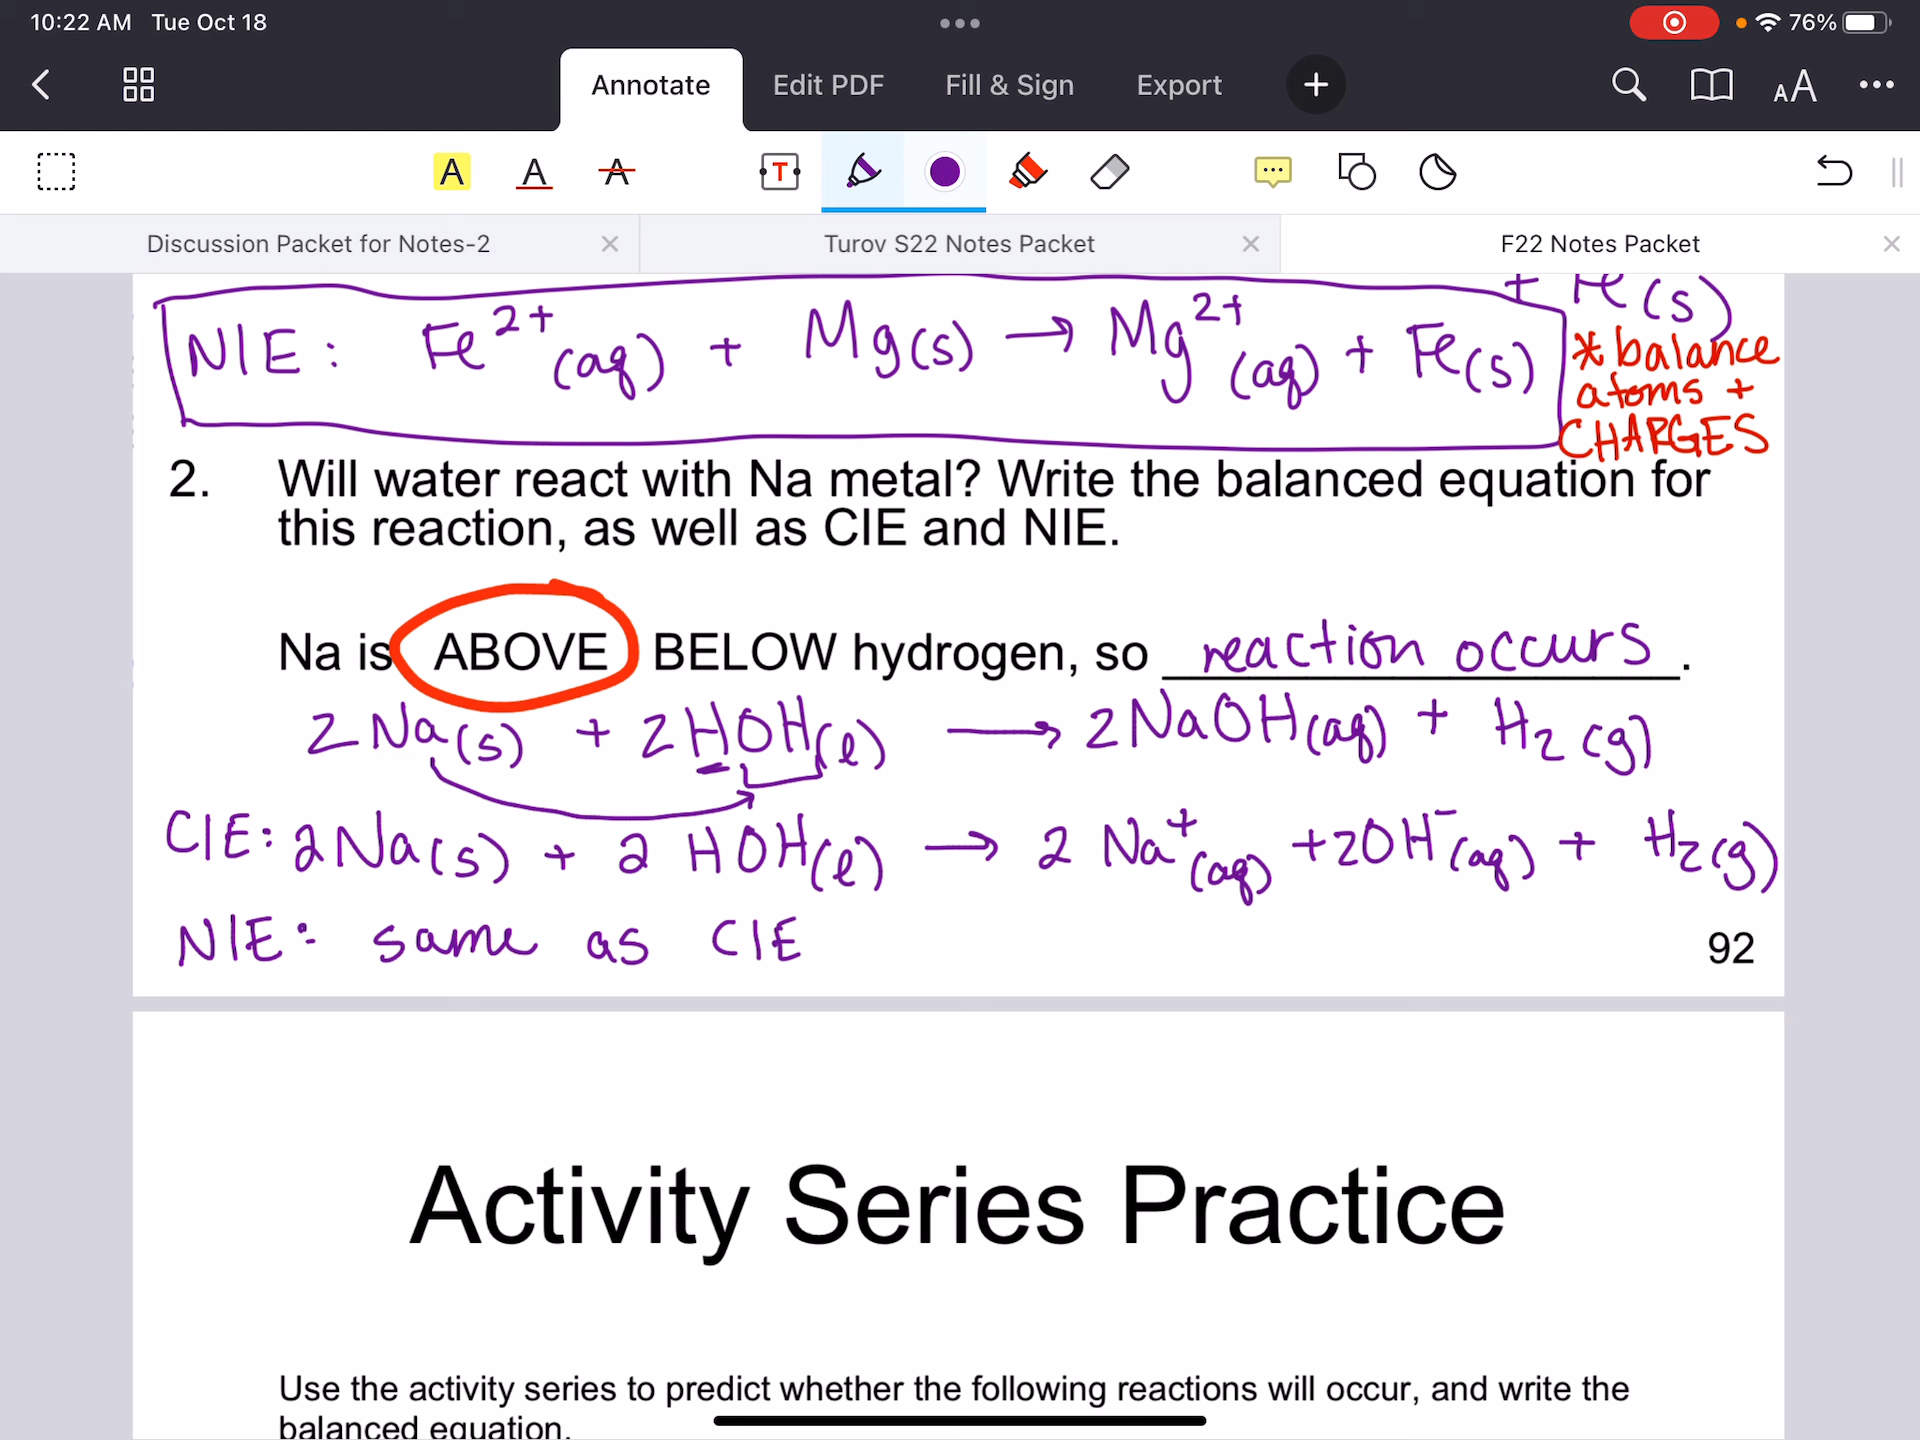 10:22 AM Tue Oct 18
76%
Annotate Edit PDF Fill & Sign Export
A A A T AA
Discussion Packet for Notes-2 Turov S22 Notes Packet F22 Notes Packet
+ Fe(s)
NIE: Fe²⁺(aq) + Mg(s) → Mg²⁺(aq) + Fe(s)
*balance
atoms +
CHARGES
2. Will water react with Na metal? Write the balanced equation for
this reaction, as well as CIE and NIE.
Na is ABOVE BELOW hydrogen, so reaction occurs.
2Na(s) + 2HOH(l) → 2NaOH(aq) + H₂(g)
CIE: 2Na(s) + 2 HOH(l) → 2 Na⁺(aq) + 2OH⁻(aq) + H₂(g)
NIE: same as CIE
92
Activity Series Practice
Use the activity series to predict whether the following reactions will occur, and write the
balanced equation.